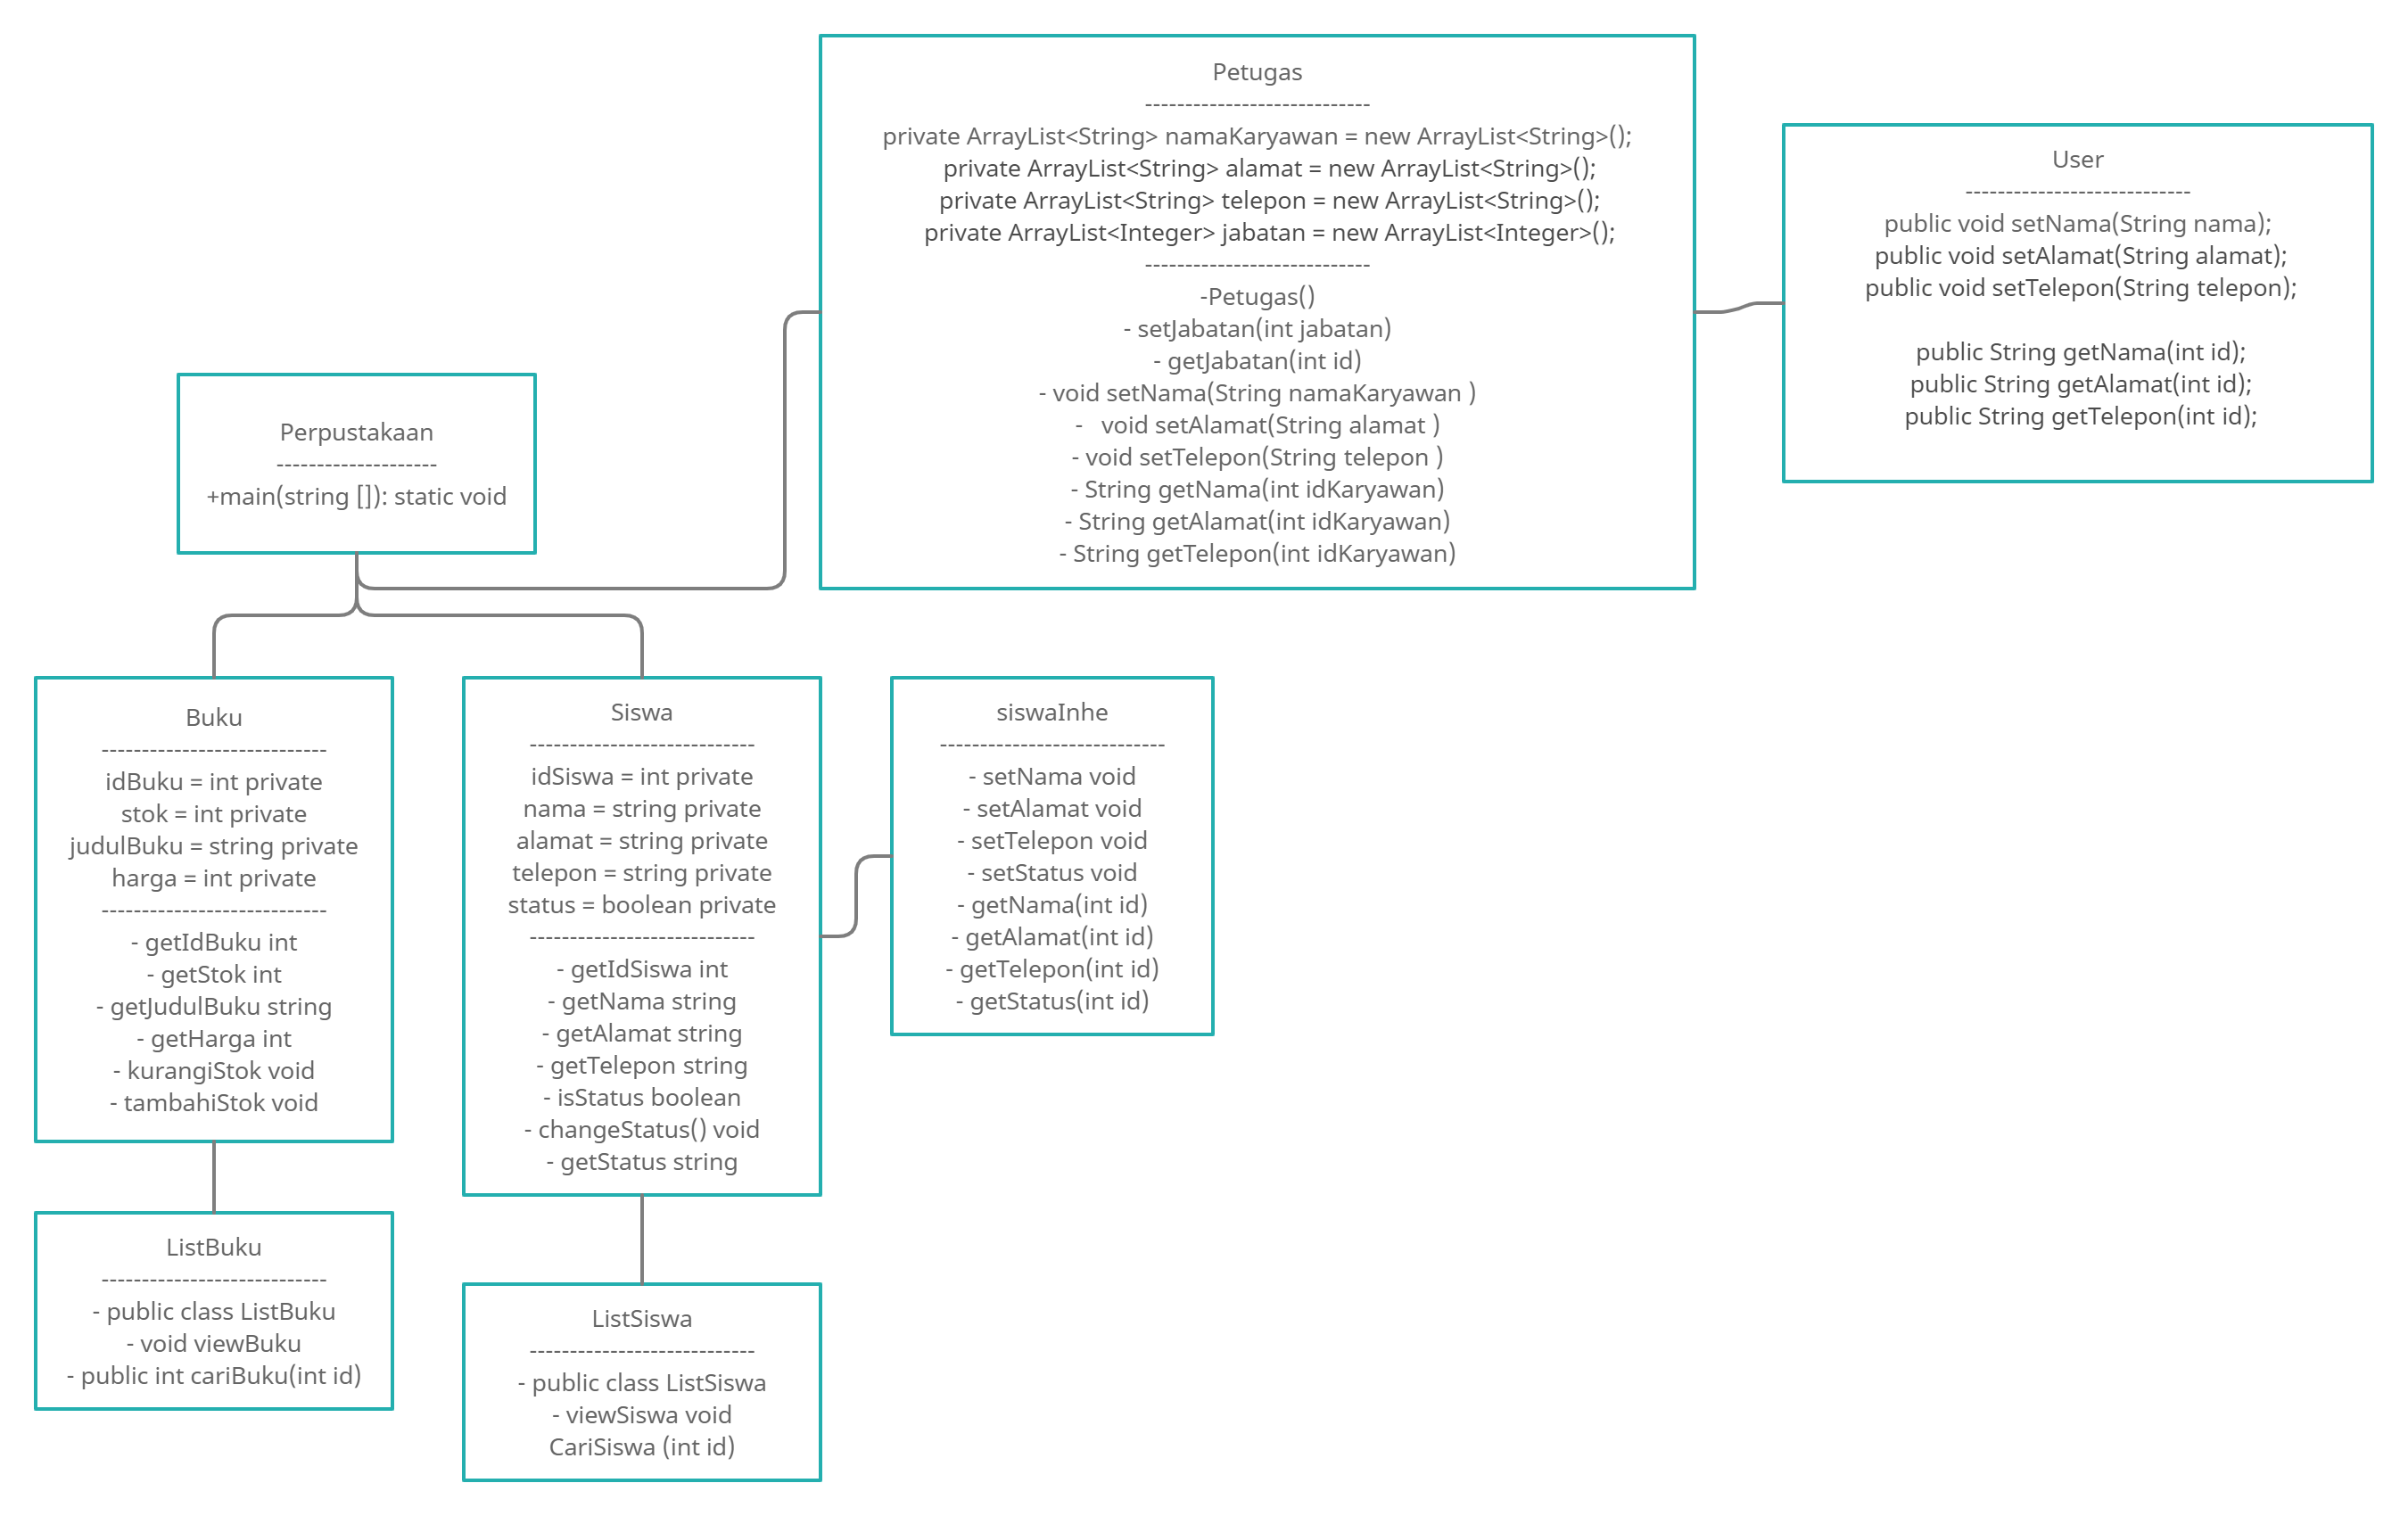 Petugas
----------------------------
private ArrayList<String> namaKaryawan = new ArrayList<String>();
private ArrayList<String> alamat = new ArrayList<String>();
private ArrayList<String> telepon = new ArrayList<String>();
private ArrayList<Integer> jabatan = new ArrayList<Integer>();
----------------------------
-Petugas()
- setJabatan(int jabatan)
- getJabatan(int id)
- void setNama(String namaKaryawan )
-   void setAlamat(String alamat )
- void setTelepon(String telepon )
- String getNama(int idKaryawan)
- String getAlamat(int idKaryawan)
- String getTelepon(int idKaryawan)
User
----------------------------
public void setNama(String nama);
public void setAlamat(String alamat);
public void setTelepon(String telepon);
public String getNama(int id);
public String getAlamat(int id);
public String getTelepon(int id);
Perpustakaan
--------------------
+main(string []): static void
Buku
----------------------------
idBuku = int private
stok = int private
judulBuku = string private
harga = int private
----------------------------
- getIdBuku int
- getStok int
- getJudulBuku string
- getHarga int
- kurangiStok void
- tambahiStok void
Siswa
----------------------------
idSiswa = int private
nama = string private
alamat = string private
telepon = string private
status = boolean private
----------------------------
- getIdSiswa int
- getNama string
- getAlamat string
- getTelepon string
- isStatus boolean
- changeStatus() void
- getStatus string
siswaInhe
----------------------------
- setNama void
- setAlamat void
- setTelepon void
- setStatus void
- getNama(int id)
- getAlamat(int id)
- getTelepon(int id)
- getStatus(int id)
ListBuku
----------------------------
- public class ListBuku
- void viewBuku
- public int cariBuku(int id)
ListSiswa
----------------------------
- public class ListSiswa
- viewSiswa void
CariSiswa (int id)